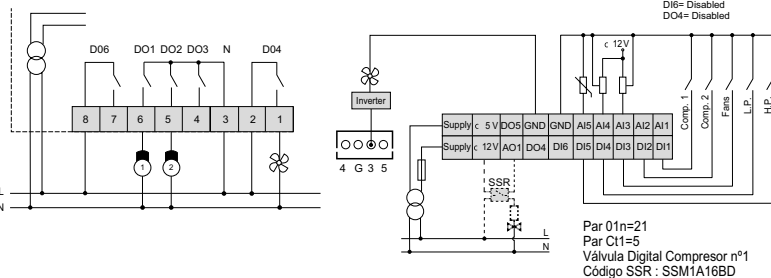 DI6= Disabled
DO4= Disabled
D06 DO1 DO2 DO3 N D04
8 7 6 5 4 3 2 1
1 2
L
N
c 12V
Inverter
4 G 3 5
Supply c 5 V DO5 GND GND AI5 AI4 AI3 AI2 AI1
Supply c 12V AO1 DO4 DI6 DI5 DI4 DI3 DI2 DI1
Comp. 1
Comp. 2
Fans
L.P.
H.P.
SSR
L
N
Par 01n=21
Par Ct1=5
Válvula Digital Compresor nº1
Código SSR : SSM1A16BD